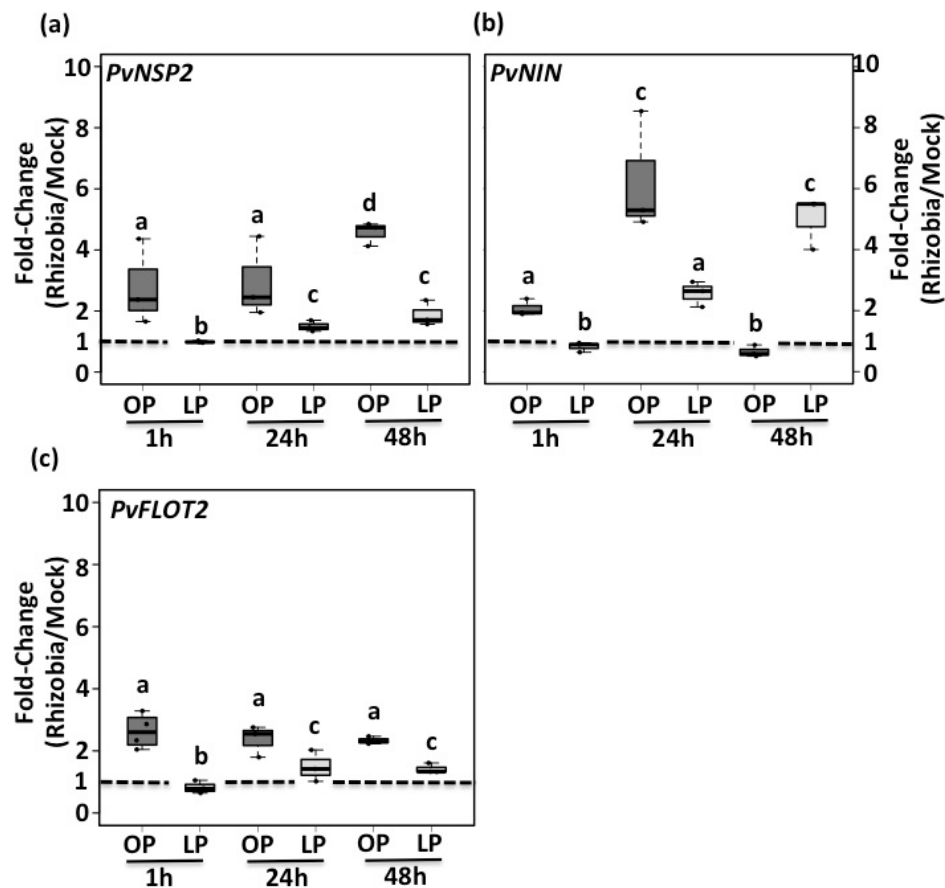 (a)
PvNSP2
Fold-Change
(Rhizobia/Mock)
10
8
6
4
2
1
0
a
b
a
c
d
c
OP LP OP LP OP LP
1h 24h 48h
(b)
PvNIN
Fold-Change
(Rhizobia/Mock)
10
8
6
4
2
1
0
a
b
c
a
b
c
OP LP OP LP OP LP
1h 24h 48h
(c)
PvFLOT2
Fold-Change
(Rhizobia/Mock)
10
8
6
4
2
1
0
a
b
a
c
a
c
OP LP OP LP OP LP
1h 24h 48h